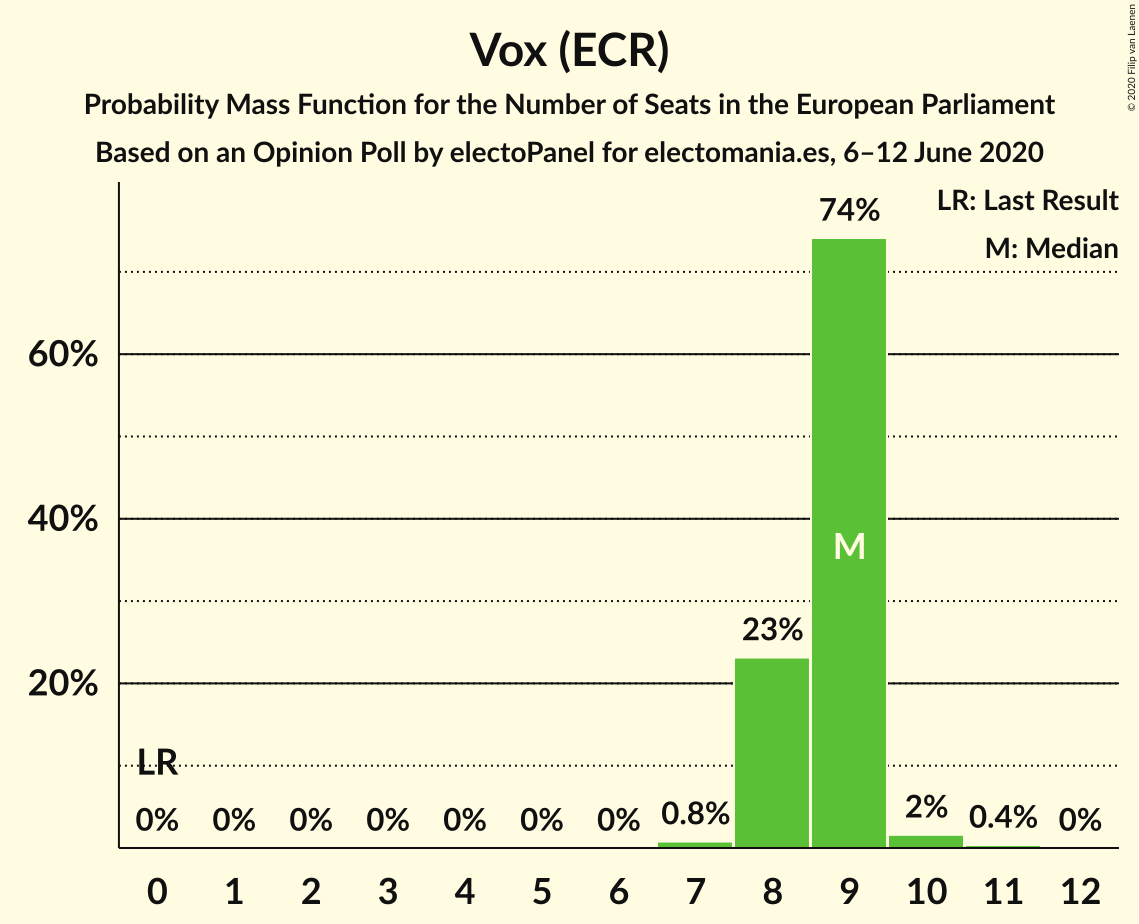 Vox (ECR)
Probability Mass Function for the Number of Seats in the European Parliament
Based on an Opinion Poll by electoPanel for electomania.es, 6–12 June 2020
© 2020 Filip van Laenen
LR: Last Result
M: Median
74%
60%
40%
M
23%
20%
LR
0% 0% 0% 0% 0% 0% 0% 0.8% 2% 0.4% 0%
0 1 2 3 4 5 6 7 8 9 10 11 12